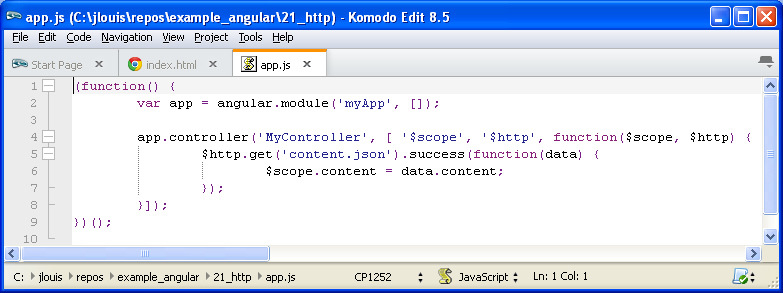 app.js (C:\jlouis\repos\example_angular\21_http) - Komodo Edit 8.5
File Edit Code Navigation View Project Tools Help
Start Page index.html app.js
1 (function() {
2 var app = angular.module('myApp', []);
3
4 app.controller('MyController', [ '$scope', '$http', function($scope, $http) {
5 $http.get('content.json').success(function(data) {
6 $scope.content = data.content;
7 });
8 }]);
9 })();
10
C: jlouis repos example_angular 21_http app.js CP1252 JavaScript Ln: 1 Col: 1